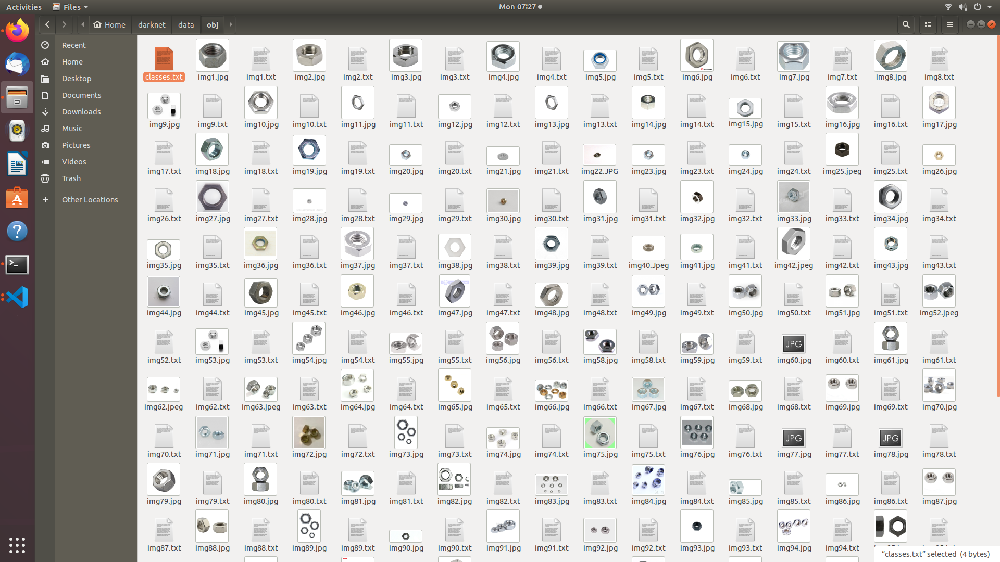 Activities Files Mon 07:27
Home darknet data obj
Recent
Home
Desktop
Documents
Downloads
Music
Pictures
Videos
Trash
Other Locations
classes.txt img1.jpg img1.txt img2.jpg img2.txt img3.jpg img3.txt img4.jpg img4.txt img5.jpg img5.txt img6.jpg img6.txt img7.jpg img7.txt img8.jpg img8.txt
img9.jpg img9.txt img10.jpg img10.txt img11.jpg img11.txt img12.jpg img12.txt img13.jpg img13.txt img14.jpg img14.txt img15.jpg img15.txt img16.jpg img16.txt img17.jpg
img17.txt img18.jpg img18.txt img19.jpg img19.txt img20.jpg img20.txt img21.jpg img21.txt img22.JPG img23.jpg img23.txt img24.jpg img24.txt img25.jpeg img25.txt img26.jpg
img26.txt img27.jpg img27.txt img28.jpg img28.txt img29.jpg img29.txt img30.jpg img30.txt img31.jpg img31.txt img32.jpg img32.txt img33.jpg img33.txt img34.jpg img34.txt
img35.jpg img35.txt img36.jpg img36.txt img37.jpg img37.txt img38.jpg img38.txt img39.jpg img39.txt img40.Jpeg img41.jpg img41.txt img42.jpeg img42.txt img43.jpg img43.txt
img44.jpg img44.txt img45.jpg img45.txt img46.jpg img46.txt img47.jpg img47.txt img48.jpg img48.txt img49.jpg img49.txt img50.jpg img50.txt img51.jpg img51.txt img52.jpeg
JPG
img52.txt img53.jpg img53.txt img54.jpg img54.txt img55.jpg img55.txt img56.jpg img56.txt img58.jpg img58.txt img59.jpg img59.txt img60.jpg img60.txt img61.jpg img61.txt
img62.jpeg img62.txt img63.jpeg img63.txt img64.jpg img64.txt img65.jpg img65.txt img66.jpg img66.txt img67.jpg img67.txt img68.jpg img68.txt img69.jpg img69.txt img70.jpg
JPG JPG
img70.txt img71.jpg img71.txt img72.jpg img72.txt img73.jpg img73.txt img74.jpg img74.txt img75.jpg img75.txt img76.jpg img76.txt img77.jpg img77.txt img78.jpg img78.txt
img79.jpg img79.txt img80.jpg img80.txt img81.jpg img81.txt img82.jpg img82.txt img83.jpg img83.txt img84.jpg img84.txt img85.jpg img85.txt img86.jpg img86.txt img87.jpg
img87.txt img88.jpg img88.txt img89.jpg img89.txt img90.jpg img90.txt img91.jpg img91.txt img92.jpg img92.txt img93.jpg img93.txt img94.jpg img94.txt
“classes.txt” selected (4 bytes)